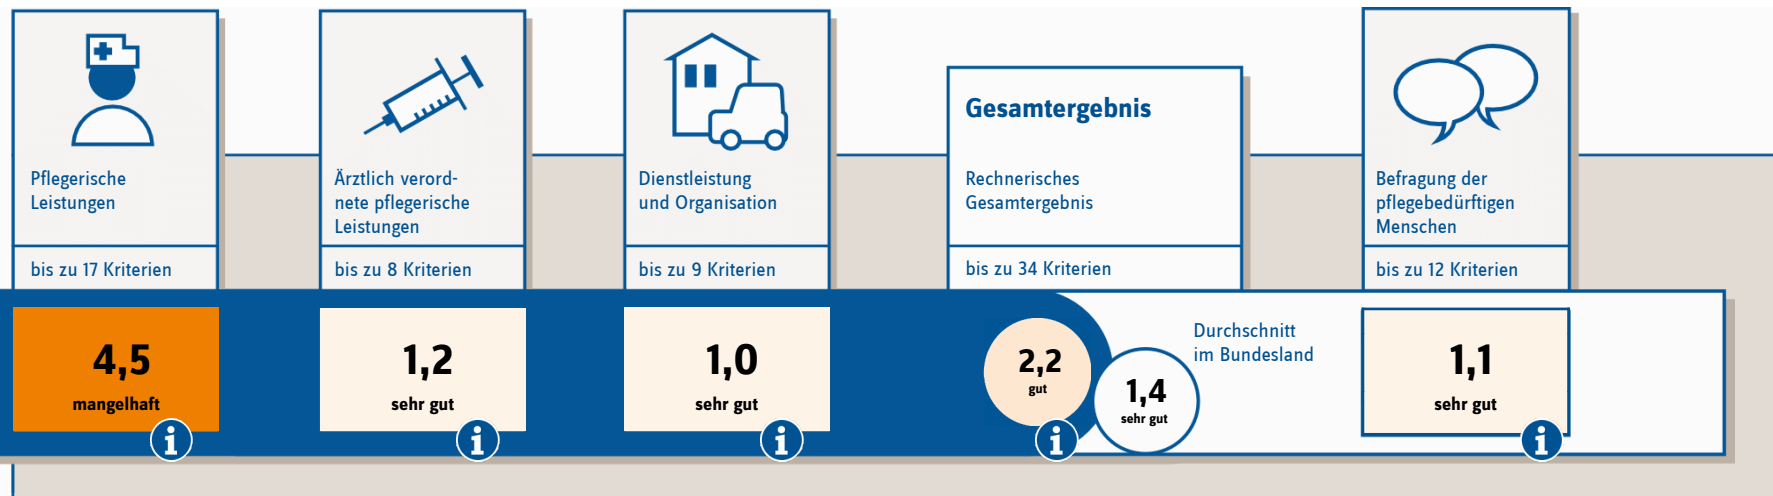 Pflegerische
Leistungen
bis zu 17 Kriterien
4,5
mangelhaft
i
Ärztlich verord-
nete pflegerische
Leistungen
bis zu 8 Kriterien
1,2
sehr gut
i
Dienstleistung
und Organisation
bis zu 9 Kriterien
1,0
sehr gut
i
Gesamtergebnis
Rechnerisches
Gesamtergebnis
bis zu 34 Kriterien
2,2
gut
i
1,4
sehr gut
Durchschnitt
im Bundesland
Befragung der
pflegebedürftigen
Menschen
bis zu 12 Kriterien
1,1
sehr gut
i